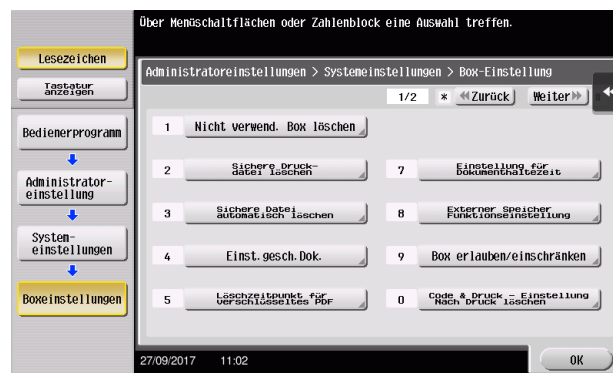 Über Menüschaltflächen oder Zahlenblock eine Auswahl treffen.
Lesezeichen
Tastatur
anzeigen
Administratoreinstellungen > Systemeinstellungen > Box-Einstellung
1/2 * Zurück Weiter
Bedienerprogramm
Administrator-
einstellung
System-
einstellungen
Boxeinstellungen
1 Nicht verwend. Box löschen
2 Sichere Druck-
datei löschen
3 Sichere Datei
automatisch löschen
4 Einst. gesch. Dok.
5 Löschzeitpunkt für
verschlüsseltes PDF
7 Einstellung für
Dokumenthaltezeit
8 Externer Speicher
Funktionseinstellung
9 Box erlauben/einschränken
0 Code & Druck - Einstellung
Nach Druck löschen
27/09/2017 11:02
OK